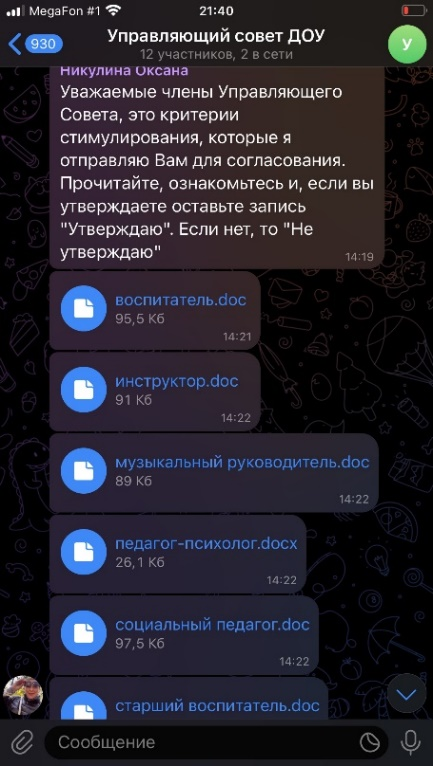 MegaFon #1
21:40
930
Управляющий совет ДОУ
12 участников, 2 в сети
У
Никулина Оксана
Уважаемые члены Управляющего
Совета, это критерии
стимулирования, которые я
отправляю Вам для согласования.
Прочитайте, ознакомьтесь и, если вы
утверждаете оставьте запись
"Утверждаю". Если нет, то "Не
утверждаю"
14:19
воспитатель.doc
95,5 Кб
14:21
инструктор.doc
91 Кб
14:22
музыкальный руководитель.doc
89 Кб
14:22
педагог-психолог.docx
26,1 Кб
14:22
социальный педагог.doc
97,5 Кб
14:22
старший воспитатель.doc
Сообщение